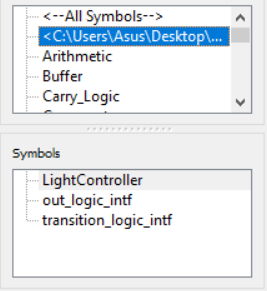 <--All Symbols-->
<C:\Users\Asus\Desktop\...
Arithmetic
Buffer
Carry_Logic
Symbols
LightController
out_logic_intf
transition_logic_intf